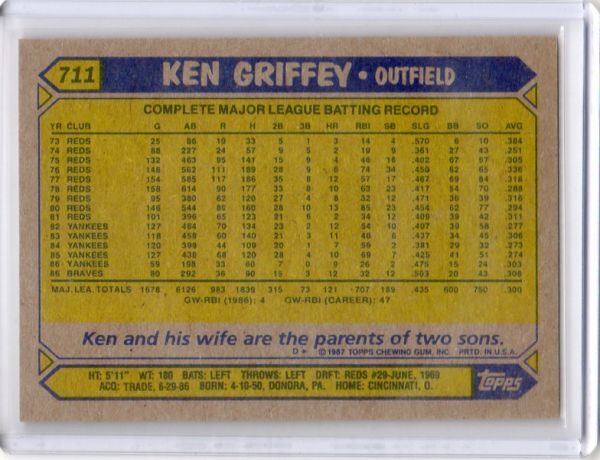 711 KEN GRIFFEY • OUTFIELD
COMPLETE MAJOR LEAGUE BATTING RECORD
YR CLUB G AB R H 2B 3B HR RBI SB SLG BB SO AVG
73 REDS 25 86 19 33 5 1 3 14 4 .570 6 10 .384
74 REDS 88 227 24 57 9 5 2 19 9 .361 27 43 .251
75 REDS 132 463 95 141 15 9 4 46 16 .402 67 67 .305
76 REDS 148 562 111 189 28 9 6 74 34 .450 62 65 .336
77 REDS 154 585 117 186 35 8 12 57 17 .467 69 84 .318
78 REDS 158 614 90 177 33 8 10 63 23 .417 54 70 .288
79 REDS 95 380 62 120 27 4 8 32 12 .471 36 39 .316
80 REDS 146 544 89 160 28 10 13 85 23 .454 62 77 .294
81 REDS 101 396 65 123 21 6 2 34 12 .409 39 42 .311
82 YANKEES 127 484 70 134 23 2 12 54 10 .407 39 58 .277
83 YANKEES 118 458 60 140 21 3 11 46 6 .437 34 45 .306
84 YANKEES 120 399 44 109 20 1 7 56 2 .381 29 32 .273
85 YANKEES 127 438 68 120 28 4 10 69 7 .425 41 51 .274
86 YANKEES 59 198 33 60 7 0 9 26 2 .475 15 24 .303
86 BRAVES 80 292 36 90 15 3 12 32 12 .503 20 43 .308
MAJ. LEA. TOTALS 1678 6126 983 1839 315 73 121 707 189 .435 600 750 .300
GW-RBI (1986): 4 GW-RBI (CAREER): 47
Ken and his wife are the parents of two sons.
D* © 1987 TOPPS CHEWING GUM, INC. PRTD. IN U.S.A.
HT: 5'11" WT: 180 BATS: LEFT THROWS: LEFT DRFT: REDS #29-JUNE, 1969
ACQ: TRADE, 6-29-86 BORN: 4-10-50, DONORA, PA. HOME: CINCINNATI, O.
topps